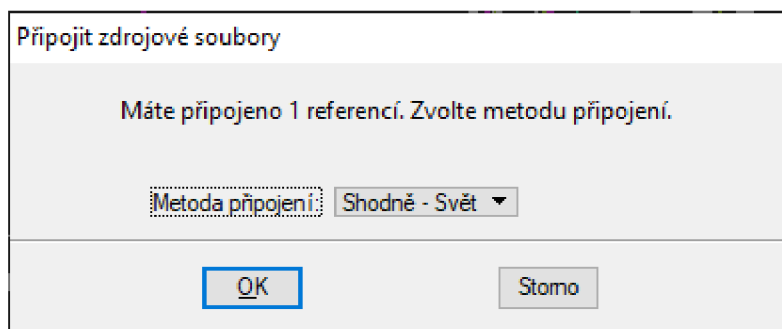 Připojit zdrojové soubory
Máte připojeno 1 referencí. Zvolte metodu připojení.
Metoda připojení: Shodně - Svět
OK Storno